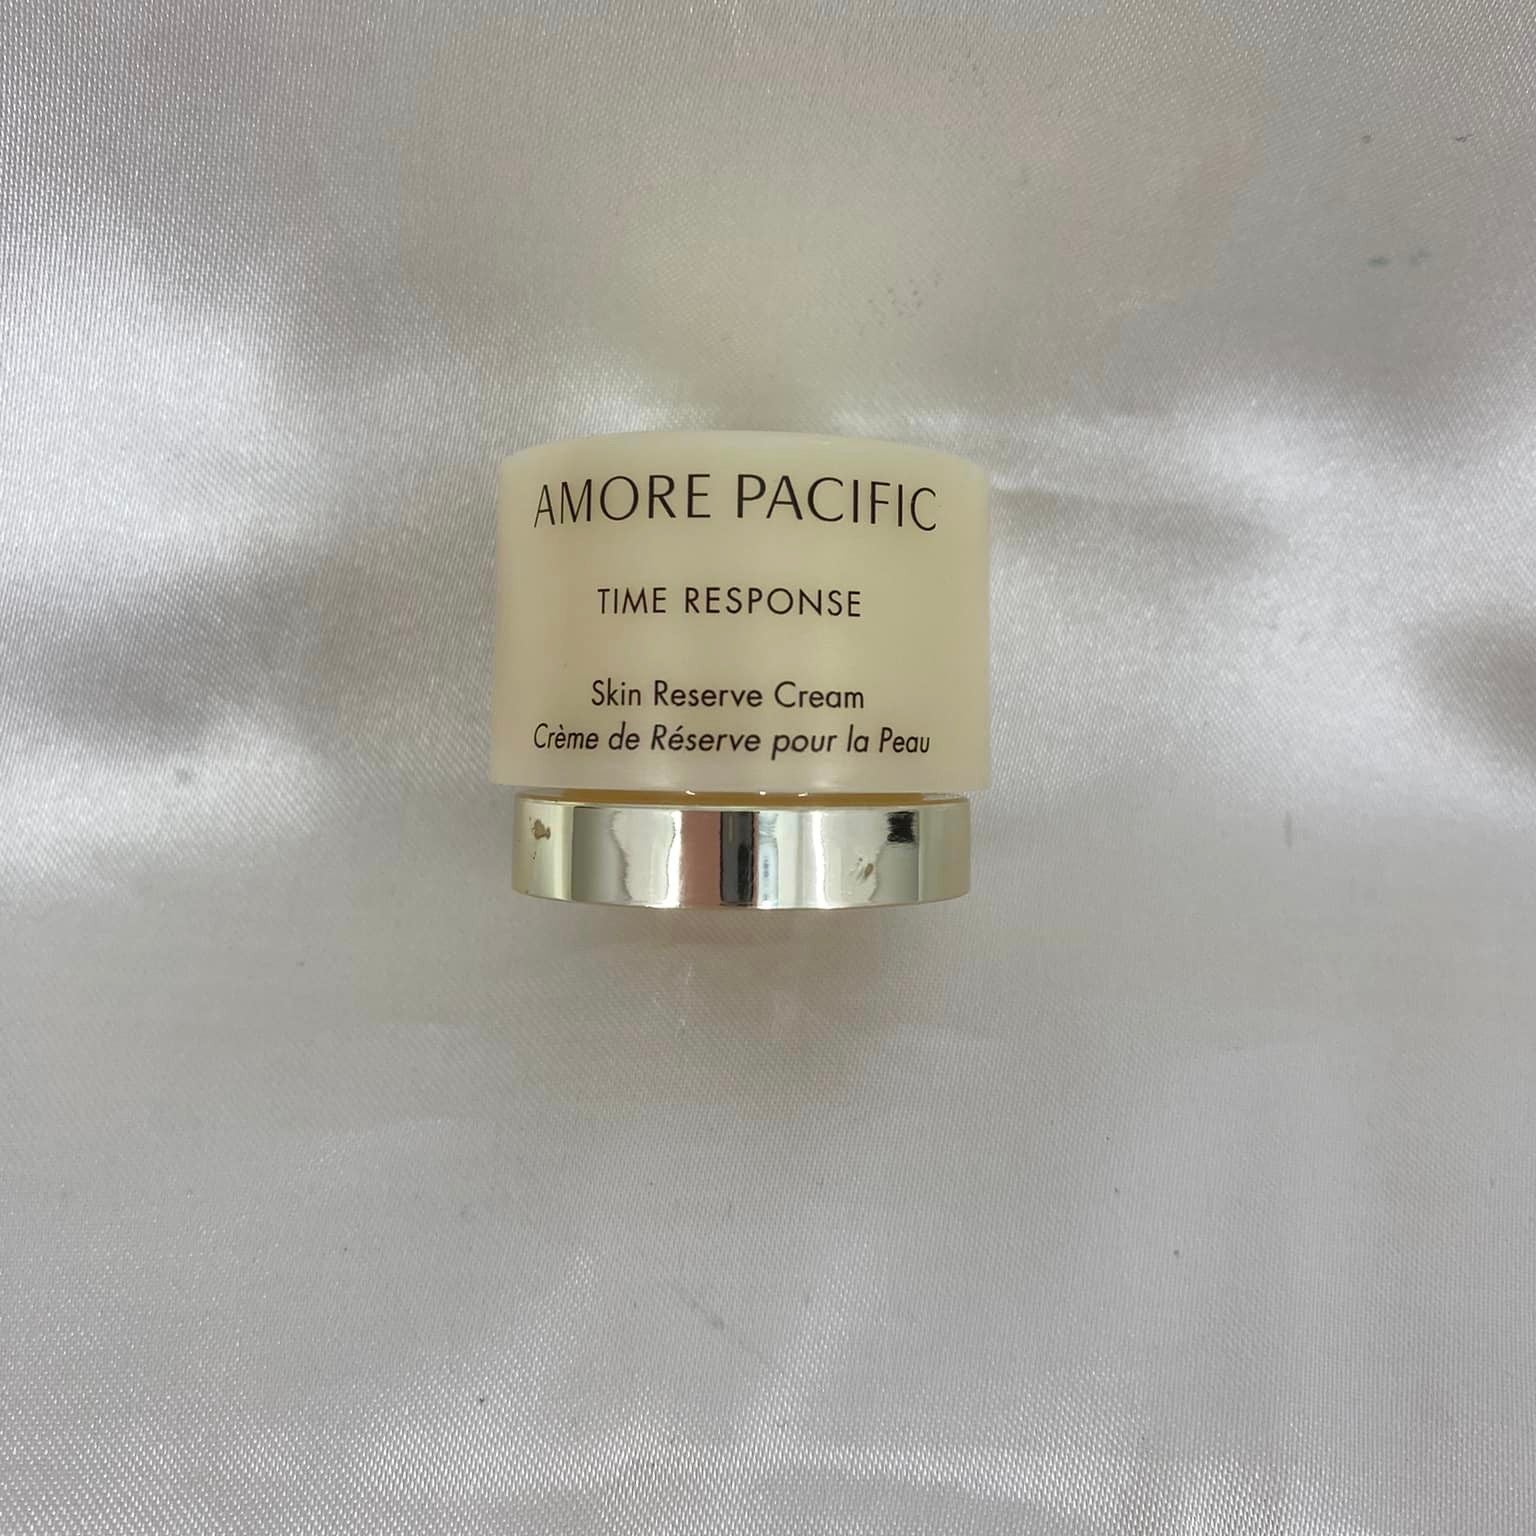 AMORE PACIFIC
TIME RESPONSE
Skin Reserve Cream
Crème de Réserve pour la Peau